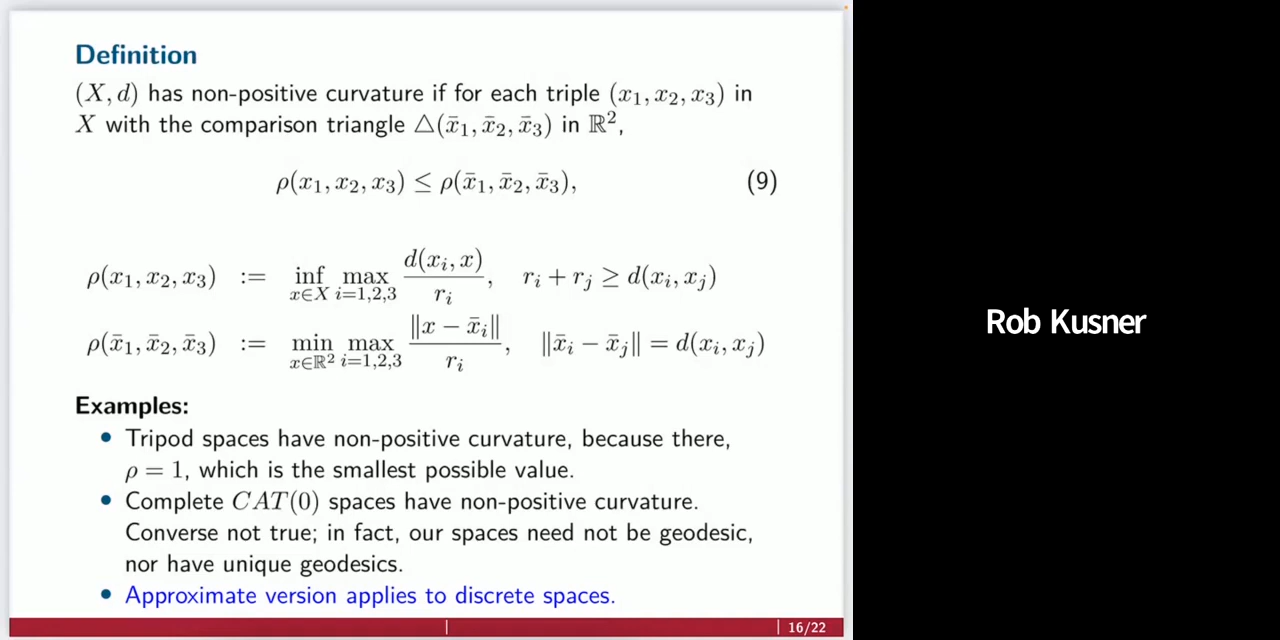 Definition
(X, d) has non-positive curvature if for each triple (x₁, x₂, x₃) in
X with the comparison triangle △(x̄₁, x̄₂, x̄₃) in ℝ²,
ρ(x₁, x₂, x₃) ≤ ρ(x̄₁, x̄₂, x̄₃), (9)
ρ(x₁, x₂, x₃) := inf_{x∈X} max_{i=1,2,3} d(xᵢ, x)/rᵢ, rᵢ + rⱼ ≥ d(xᵢ, xⱼ)
ρ(x̄₁, x̄₂, x̄₃) := min_{x∈ℝ²} max_{i=1,2,3} ‖x − x̄ᵢ‖/rᵢ, ‖x̄ᵢ − x̄ⱼ‖ = d(xᵢ, xⱼ)
Examples:
• Tripod spaces have non-positive curvature, because there,
ρ = 1, which is the smallest possible value.
• Complete CAT(0) spaces have non-positive curvature.
Converse not true; in fact, our spaces need not be geodesic,
nor have unique geodesics.
• Approximate version applies to discrete spaces.
16/22
Rob Kusner